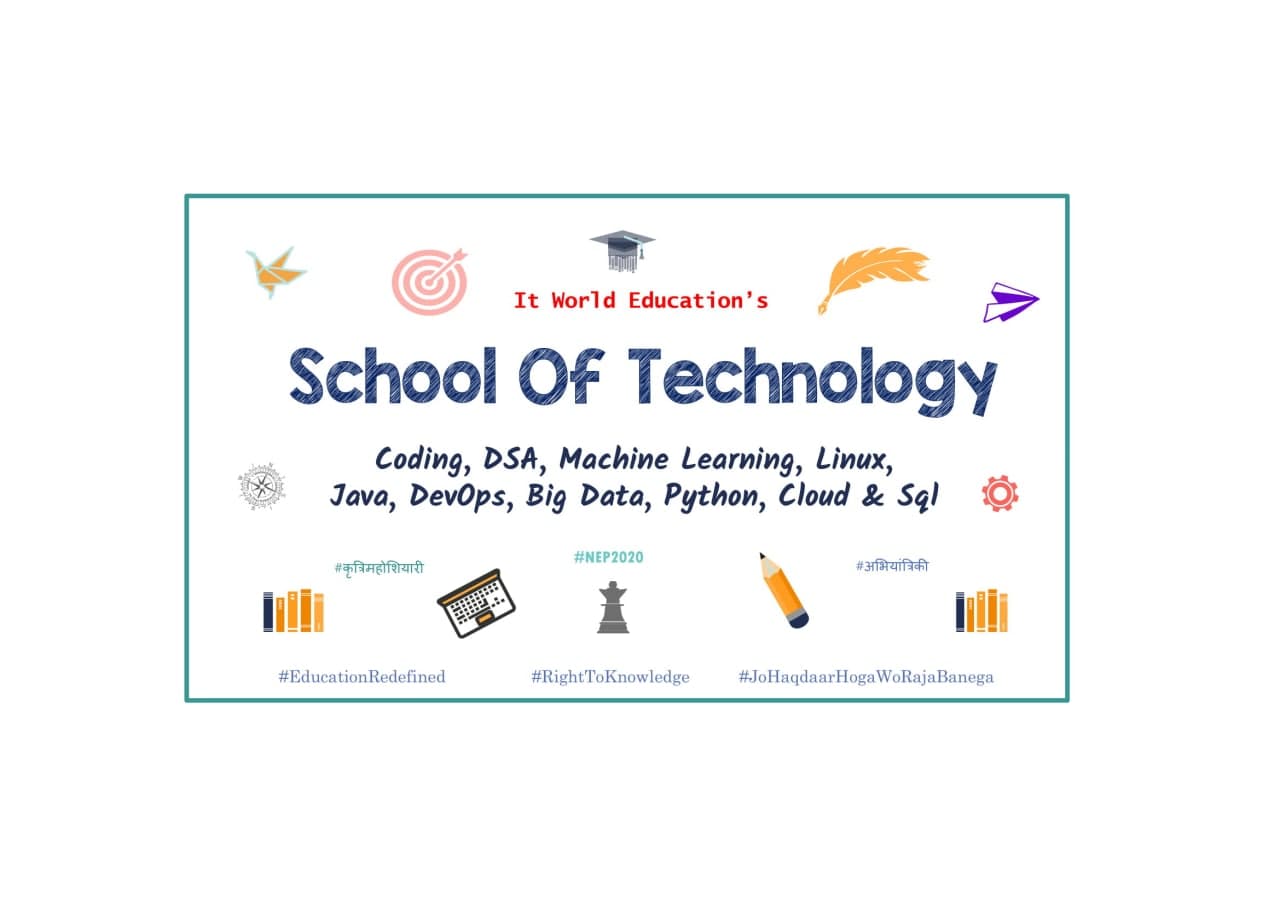 It World Education's
School Of Technology
Coding, DSA, Machine Learning, Linux,
Java, DevOps, Big Data, Python, Cloud & Sql
#NEP2020
#कृत्रिमहोशियारी
#अभियांत्रिकी
#EducationRedefined
#RightToKnowledge
#JoHaqdaarHogaWoRajaBanega